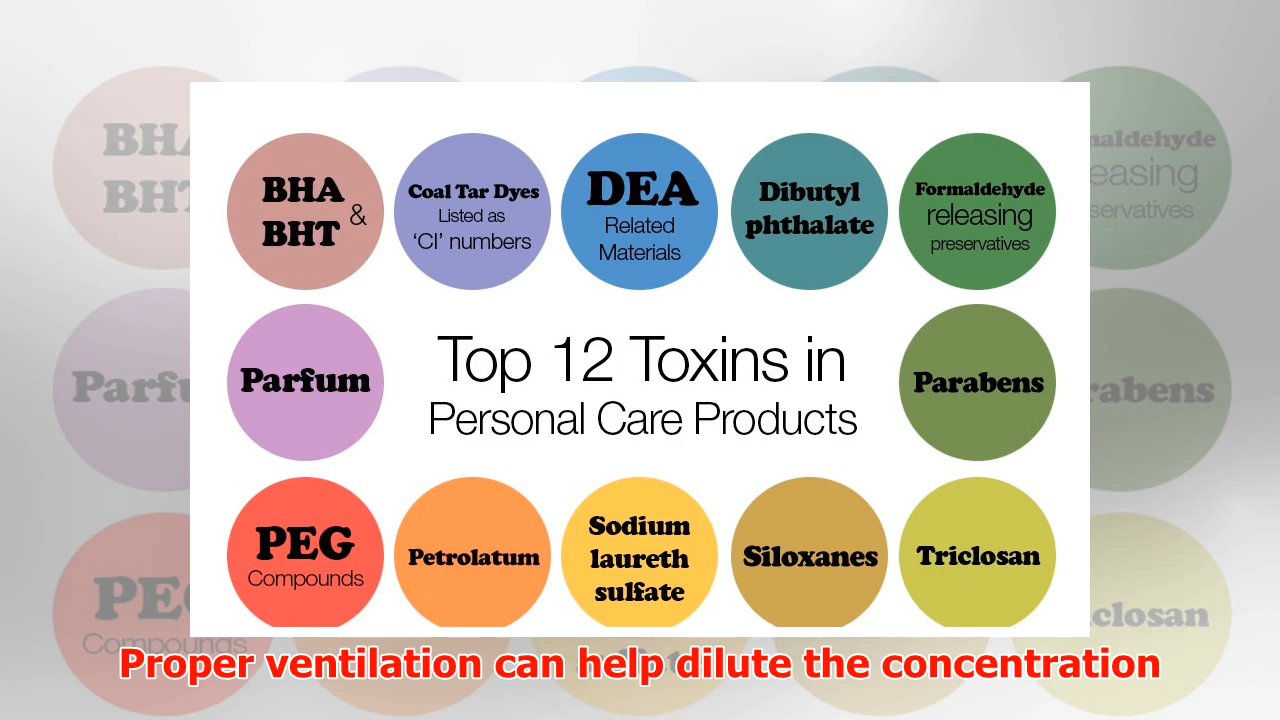 BHA
&
BHT
Coal Tar Dyes
Listed as
‘CI’ numbers
DEA
Related
Materials
Dibutyl
phthalate
Formaldehyde
releasing
preservatives
Parfum
Top 12 Toxins in
Personal Care Products
Parabens
PEG
Compounds
Petrolatum
Sodium
laureth
sulfate
Siloxanes
Triclosan
Proper ventilation can help dilute the concentration